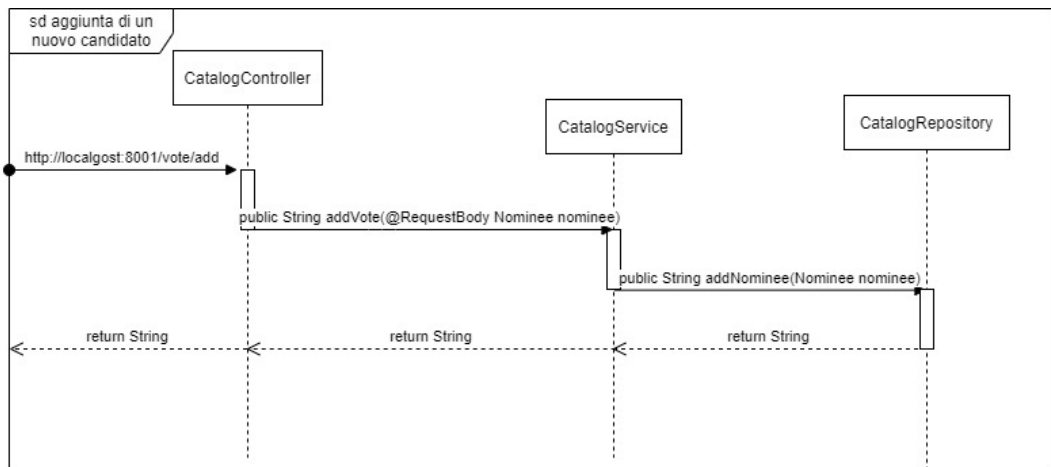 sd aggiunta di un
nuovo candidato
CatalogController
CatalogService
CatalogRepository
http://localgost:8001/vote/add
public String addVote(@RequestBody Nominee nominee)
public String addNominee(Nominee nominee)
return String
return String
return String